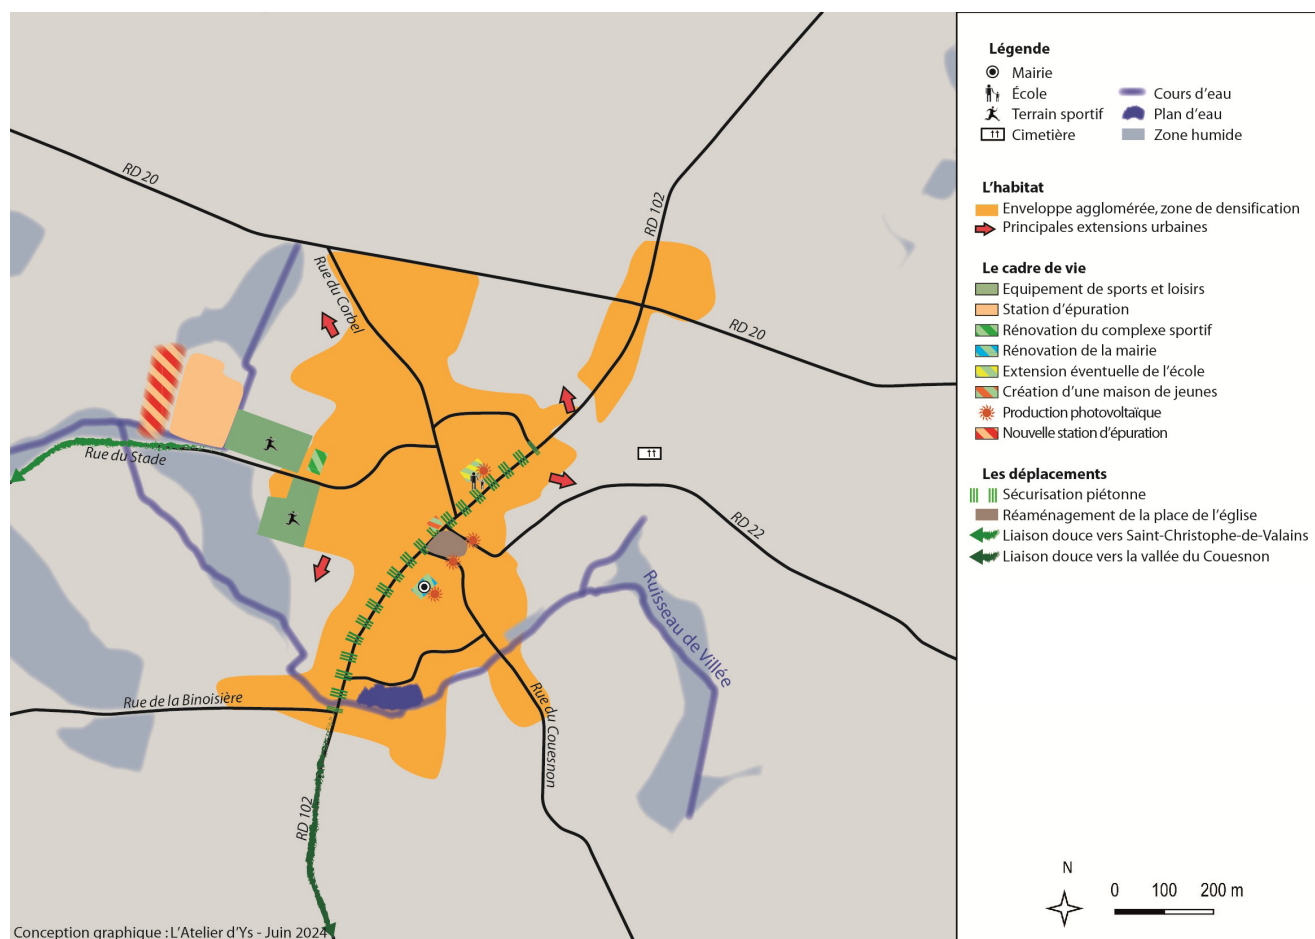 RD 20
RD 102
Rue du Corbel
RD 20
Rue du Stade
RD 22
Ruisseau de Villée
Rue de la Binoisière
Rue du Couesnon
RD 102
Conception graphique : L'Atelier d'Ys - Juin 2024
Légende
Mairie
École
Terrain sportif
Cimetière
Cours d'eau
Plan d'eau
Zone humide
L'habitat
Enveloppe agglomérée, zone de densification
Principales extensions urbaines
Le cadre de vie
Equipement de sports et loisirs
Station d'épuration
Rénovation du complexe sportif
Rénovation de la mairie
Extension éventuelle de l'école
Création d'une maison de jeunes
Production photovoltaïque
Nouvelle station d'épuration
Les déplacements
Sécurisation piétonne
Réaménagement de la place de l'église
Liaison douce vers Saint-Christophe-de-Valains
Liaison douce vers la vallée du Couesnon
N
0 100 200 m